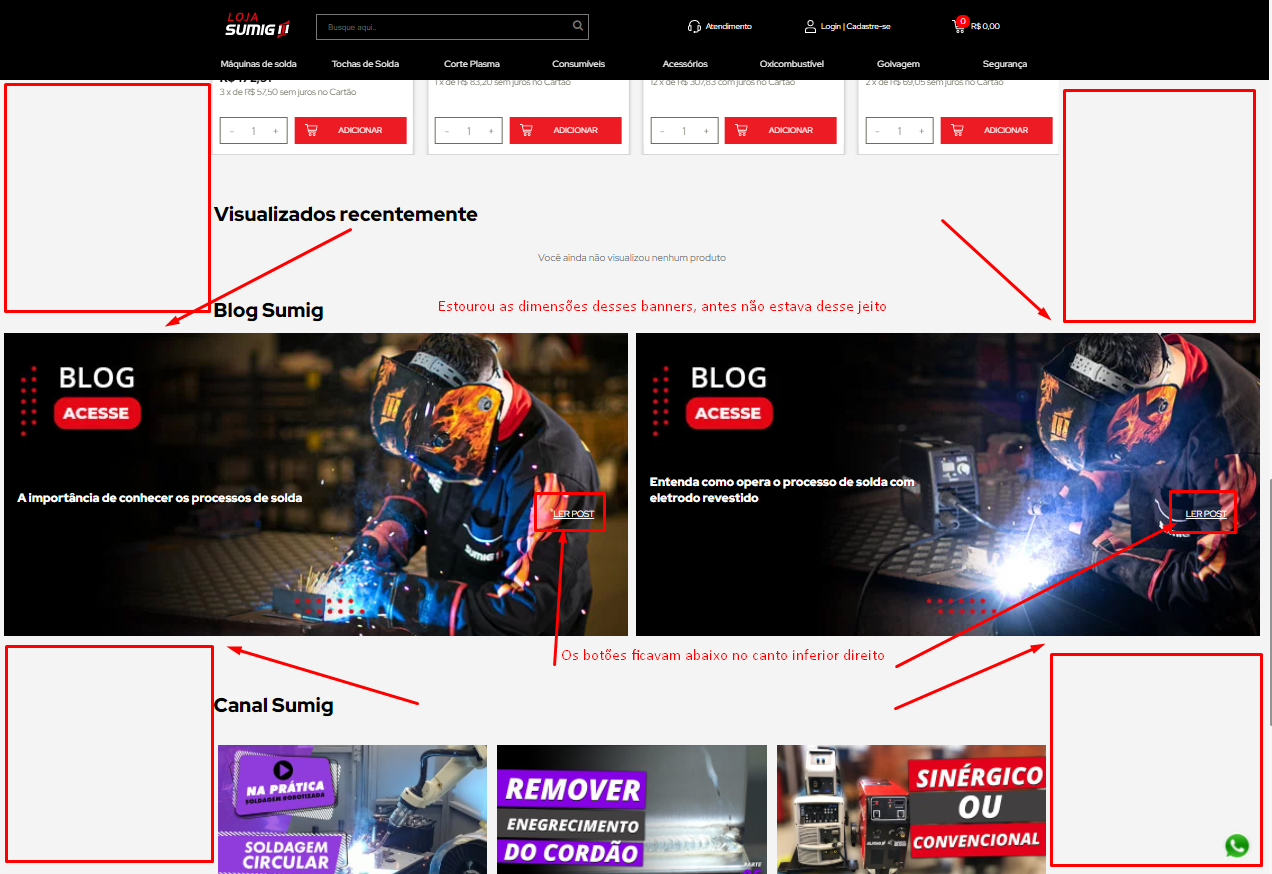 LOJA
SUMIG
Busque aqui..
Atendimento
Login | Cadastre-se
0
R$ 0,00
Máquinas de solda
Tochas de Solda
Corte Plasma
Consumíveis
Acessórios
Oxicombustível
Goivagem
Segurança
3 x de R$ 57,50 sem juros no Cartão
1 x de R$ 83,20 sem juros no Cartão
12 x de R$ 307,83 com juros no Cartão
2 x de R$ 69,05 sem juros no Cartão
- 1 +
ADICIONAR
- 1 +
ADICIONAR
- 1 +
ADICIONAR
- 1 +
ADICIONAR
Visualizados recentemente
Você ainda não visualizou nenhum produto
Blog Sumig
Estourou as dimensões desses banners, antes não estava desse jeito
BLOG
ACESSE
A importância de conhecer os processos de solda
LER POST
SUMIG
BLOG
ACESSE
Entenda como opera o processo de solda com
eletrodo revestido
LER POST
Os botões ficavam abaixo no canto inferior direito
Canal Sumig
NA PRÁTICA
SOLDAGEM ROBOTIZADA
SOLDAGEM
CIRCULAR
REMOVER
ENEGRECIMENTO
DO CORDÃO
PARTE
SINÉRGICO
OU
CONVENCIONAL